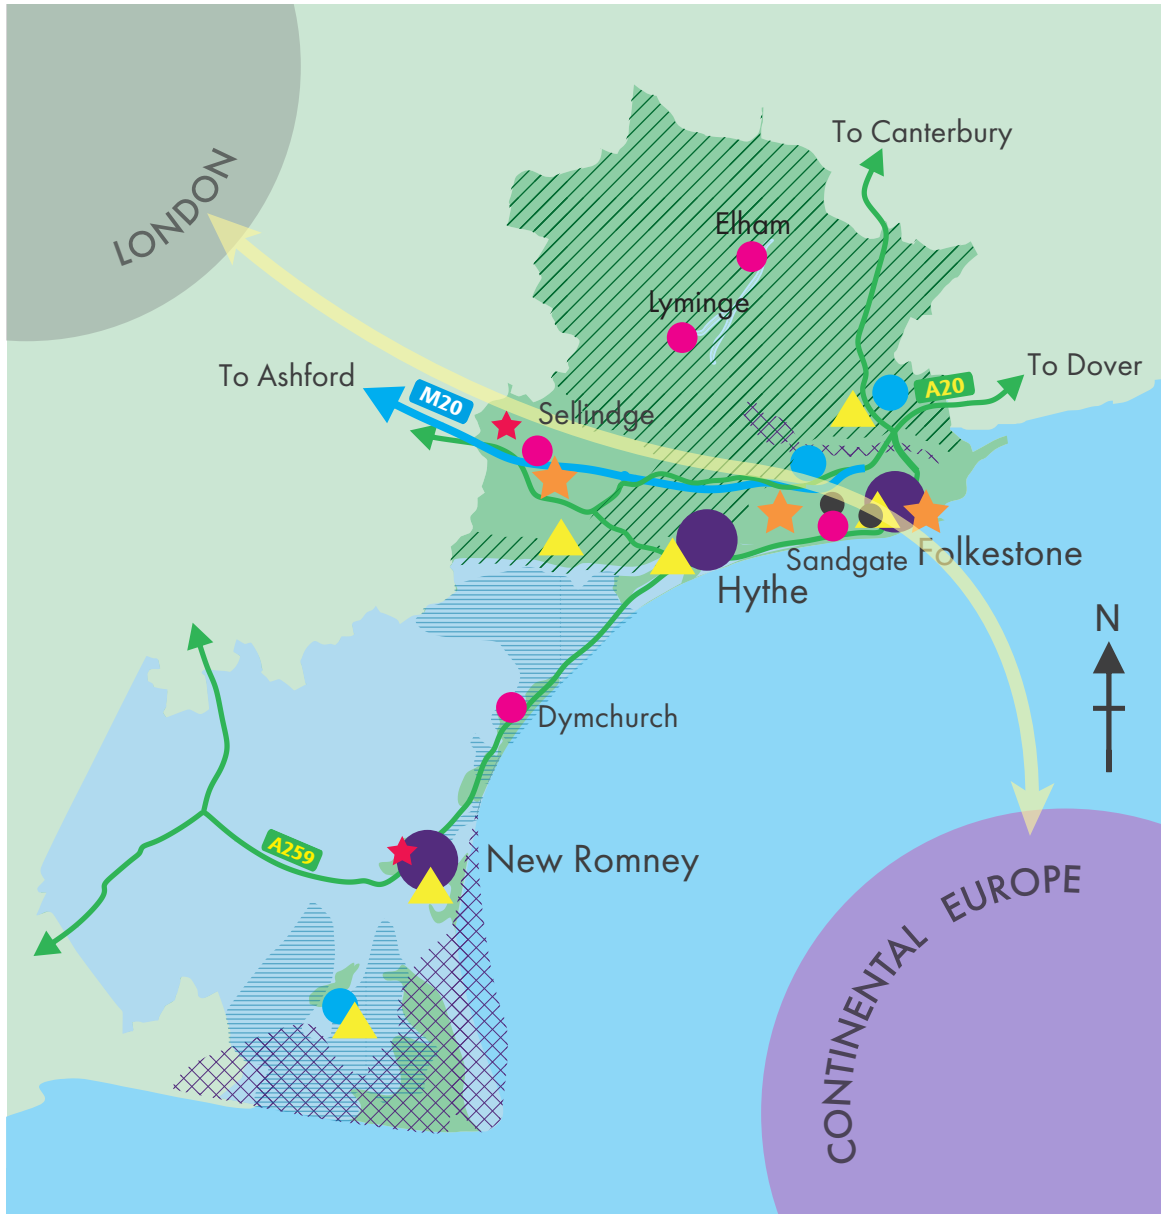 To Canterbury
LONDON
Elham
Lyminge
To Dover
To Ashford
M20
A20
Sellindge
Folkestone
Sandgate
Hythe
N
Dymchurch
A259
New Romney
CONTINENTAL EUROPE